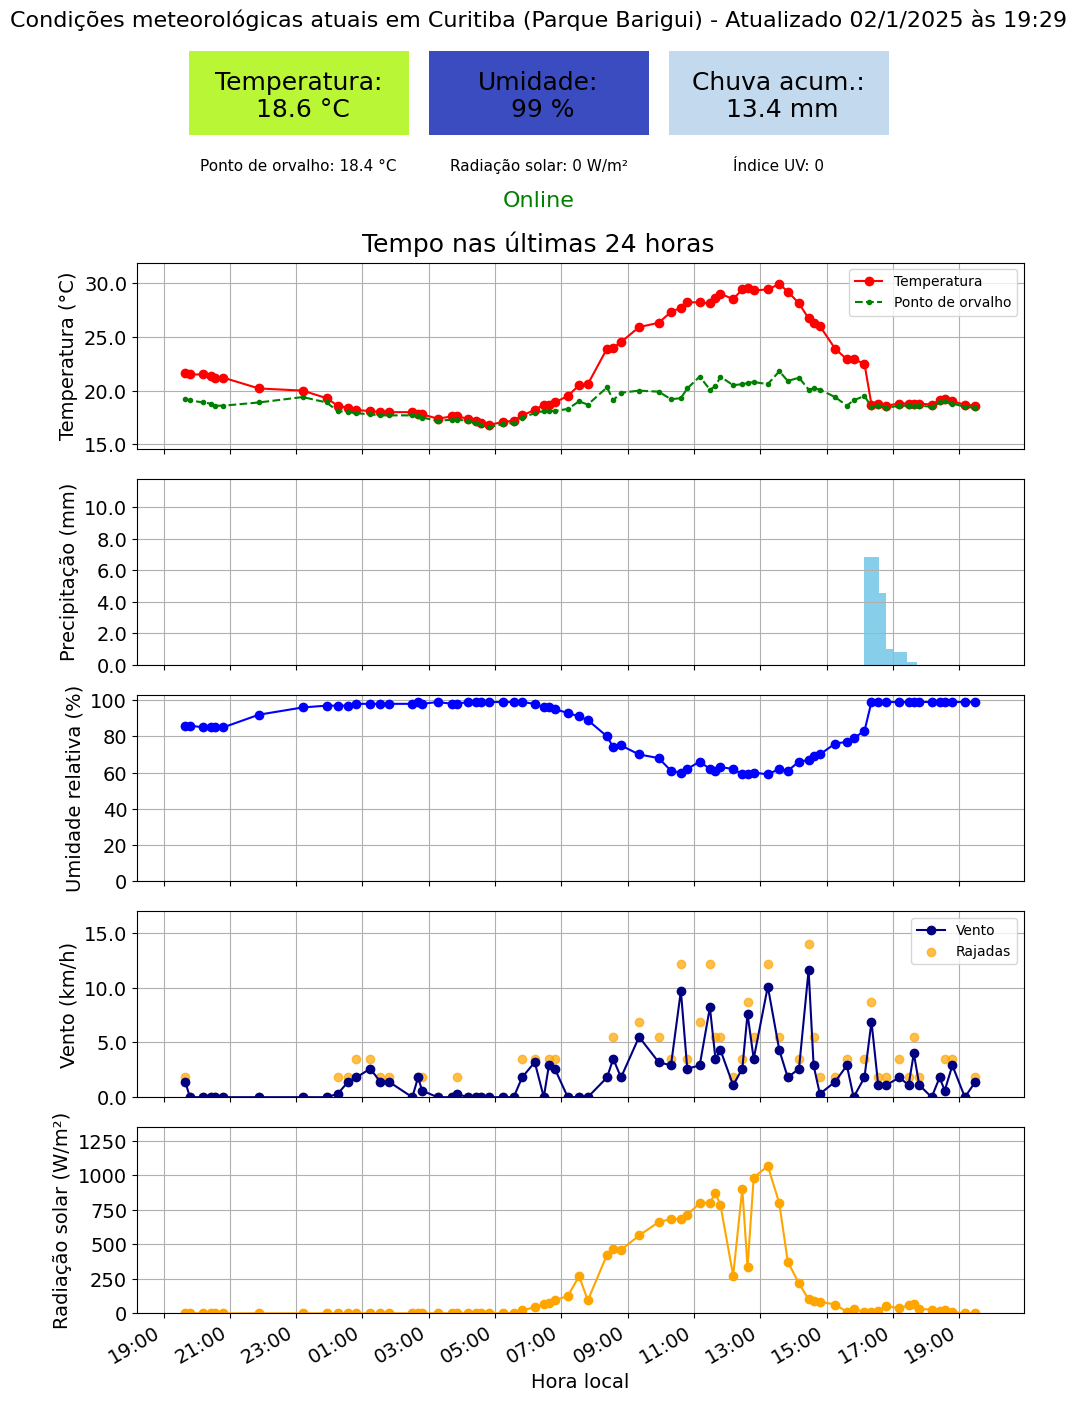 Condições meteorológicas atuais em Curitiba (Parque Barigui) - Atualizado 02/1/2025 às 19:29
Temperatura:
18.6 °C
Umidade:
99 %
Chuva acum.:
13.4 mm
Ponto de orvalho: 18.4 °C
Radiação solar: 0 W/m²
Índice UV: 0
Online
Tempo nas últimas 24 horas
Temperatura (°C)
30.0
25.0
20.0
15.0
Temperatura
Ponto de orvalho
Precipitação (mm)
10.0
8.0
6.0
4.0
2.0
0.0
Umidade relativa (%)
100
80
60
40
20
0
Vento (km/h)
15.0
10.0
5.0
0.0
Vento
Rajadas
Radiação solar (W/m²)
1250
1000
750
500
250
0
19:00
21:00
23:00
01:00
03:00
05:00
07:00
09:00
11:00
13:00
15:00
17:00
19:00
Hora local